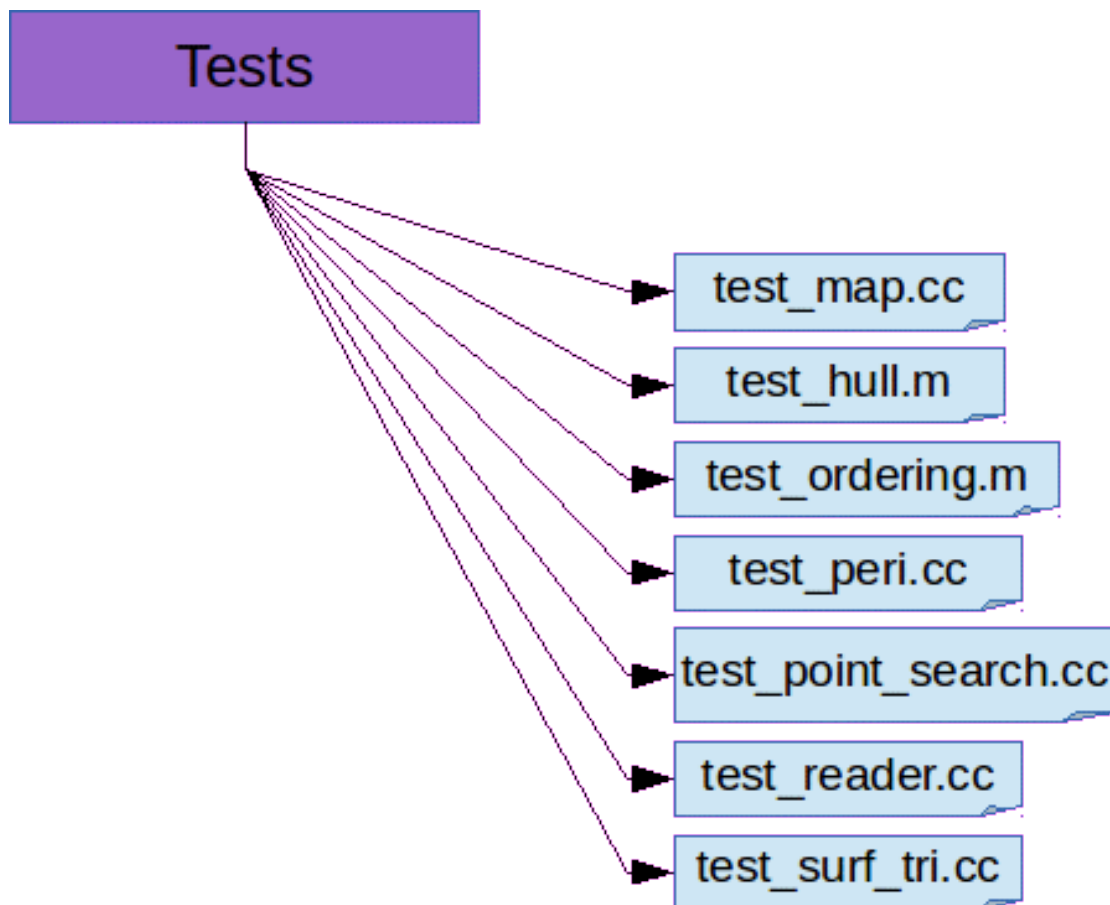 Tests
test_map.cc
test_hull.m
test_ordering.m
test_peri.cc
test_point_search.cc
test_reader.cc
test_surf_tri.cc